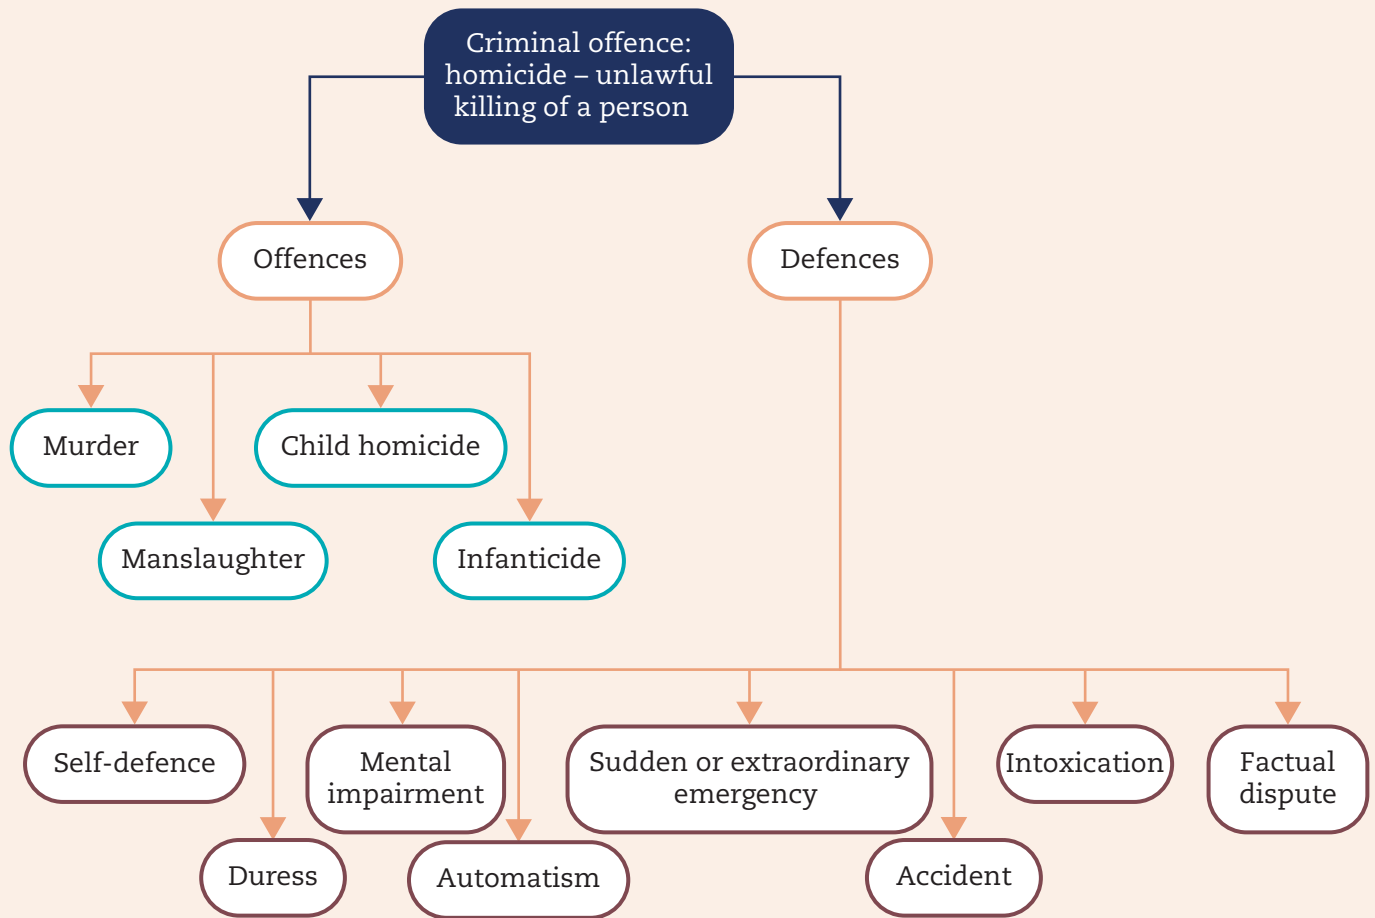 Criminal offence:
homicide – unlawful
killing of a person
Offences
Defences
Murder
Child homicide
Manslaughter
Infanticide
Self-defence
Mental
impairment
Sudden or extraordinary
emergency
Intoxication
Factual
dispute
Duress
Automatism
Accident